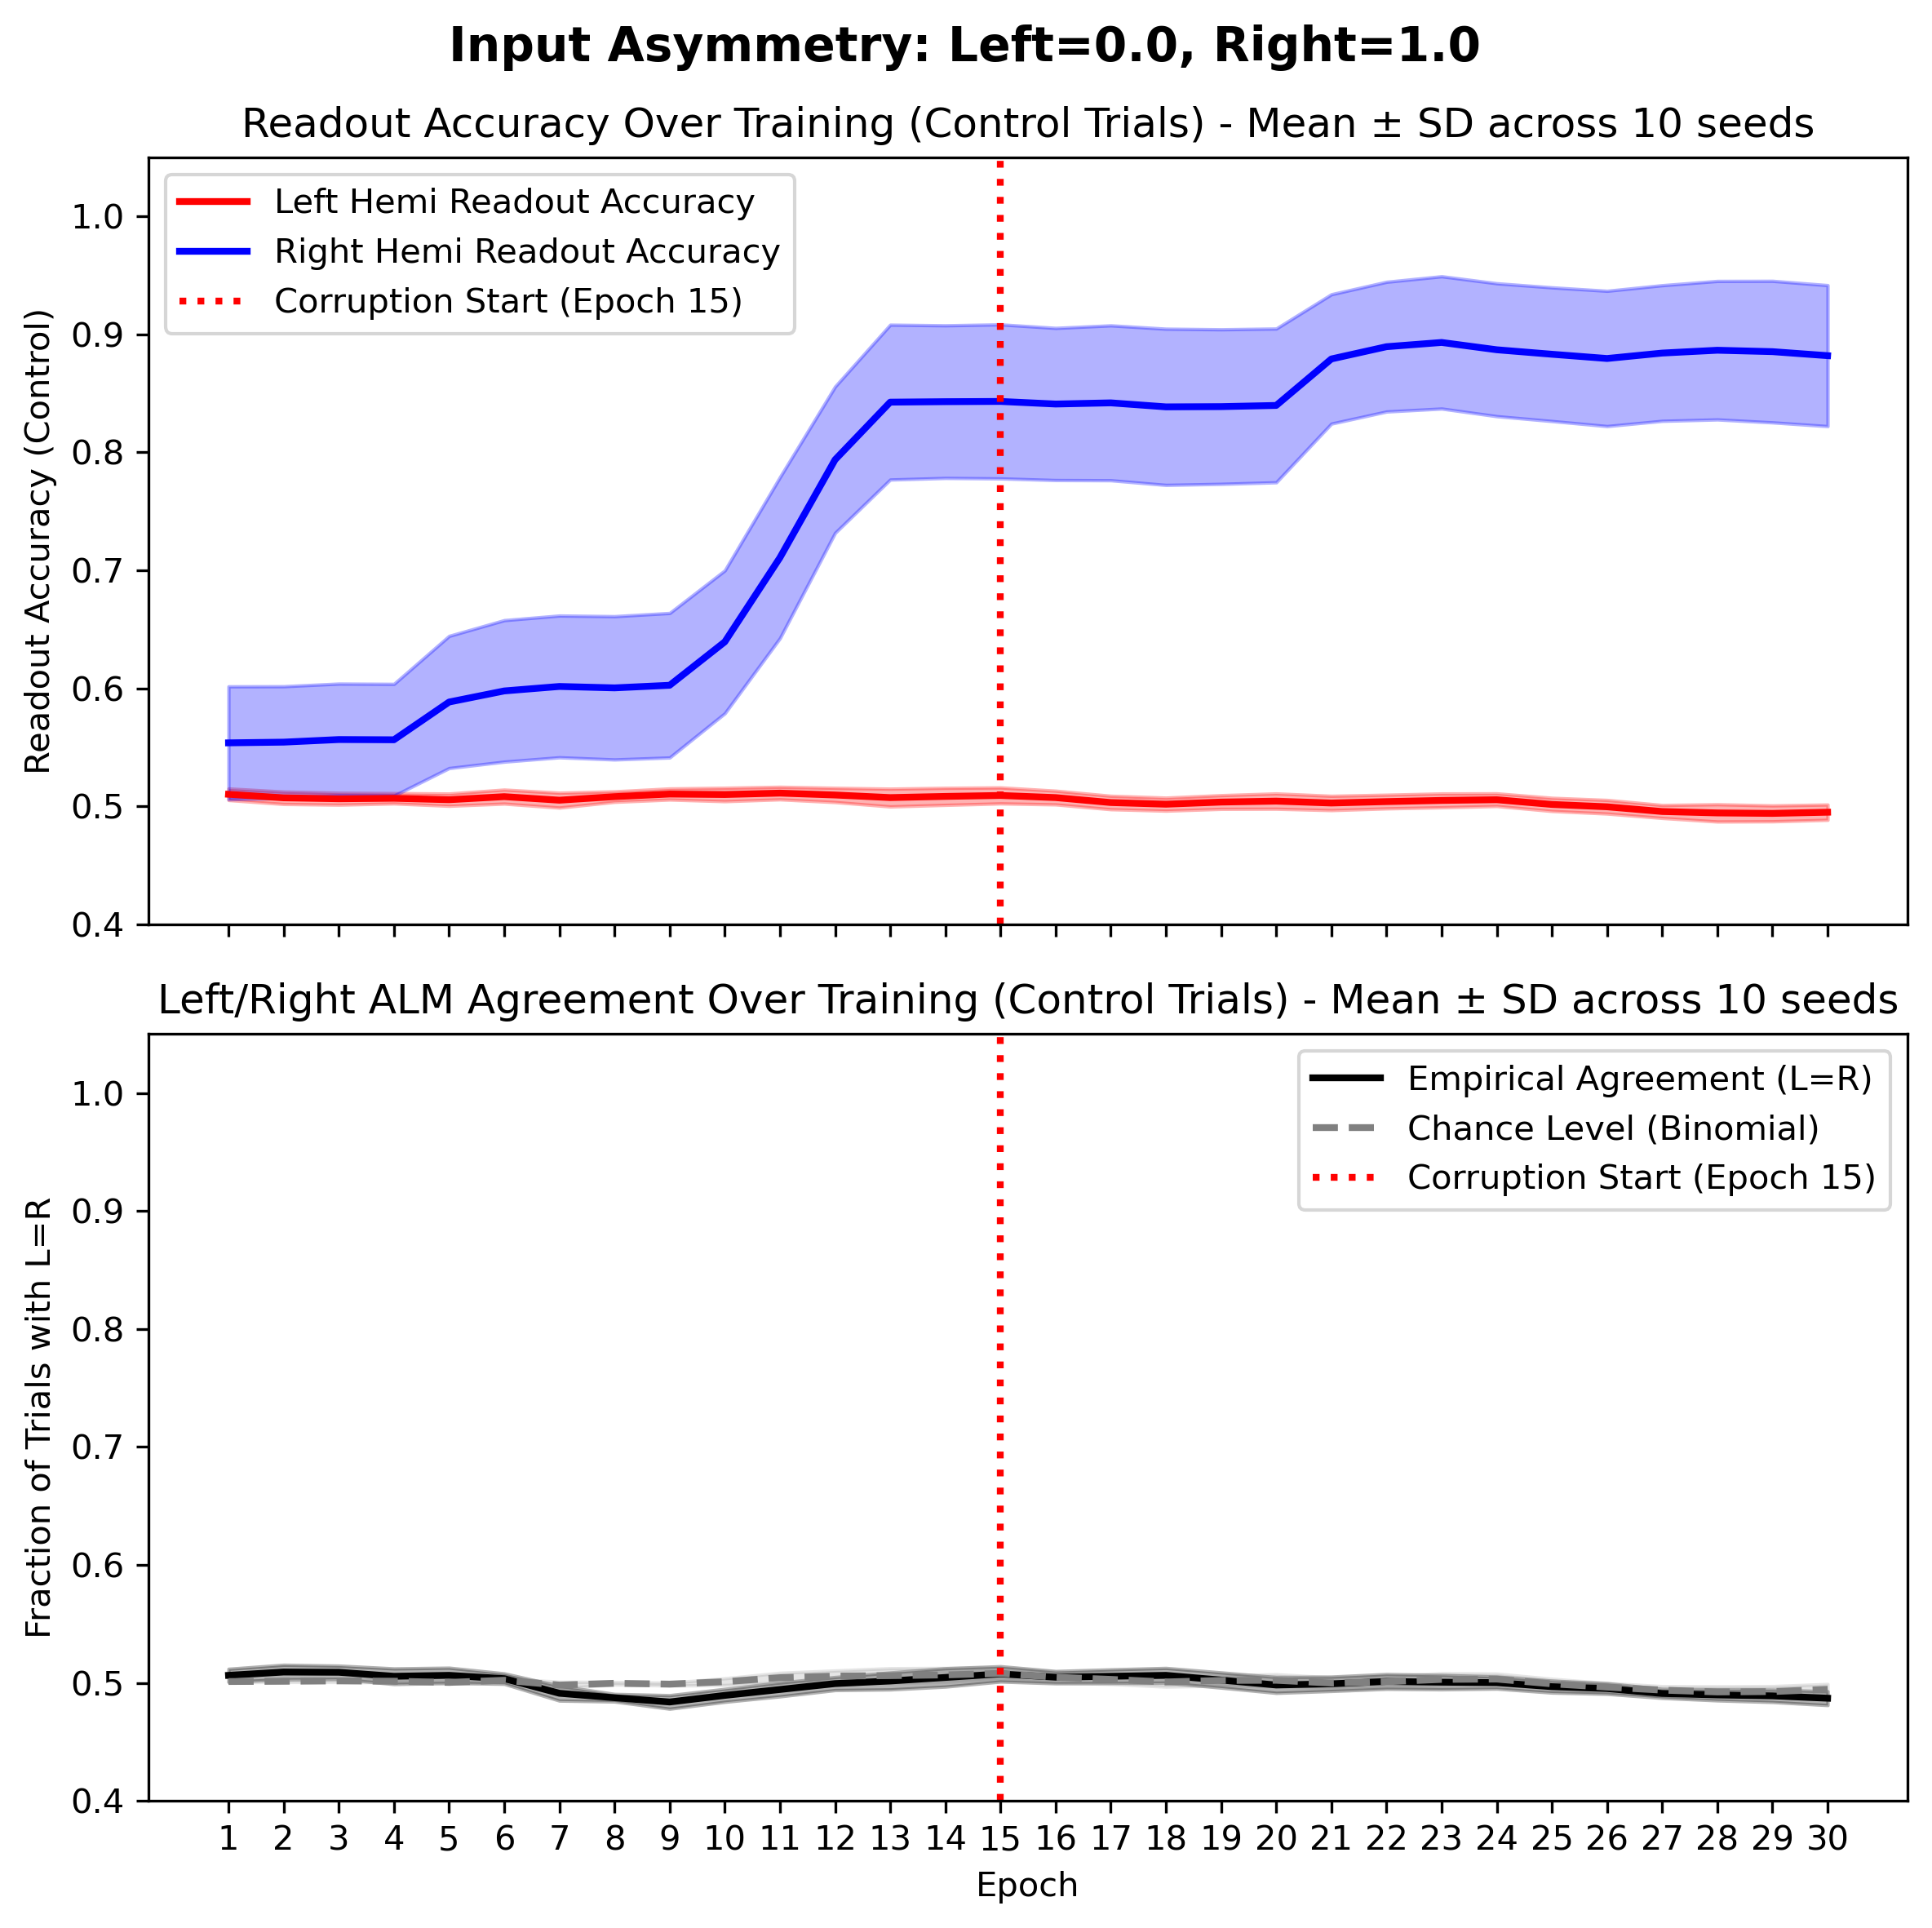 Input Asymmetry: Left=0.0, Right=1.0
Readout Accuracy Over Training (Control Trials) - Mean ± SD across 10 seeds
Left Hemi Readout Accuracy
Right Hemi Readout Accuracy
Corruption Start (Epoch 15)
Readout Accuracy (Control)
1.0
0.9
0.8
0.7
0.6
0.5
0.4
Left/Right ALM Agreement Over Training (Control Trials) - Mean ± SD across 10 seeds
Empirical Agreement (L=R)
Chance Level (Binomial)
Corruption Start (Epoch 15)
Fraction of Trials with L=R
1.0
0.9
0.8
0.7
0.6
0.5
0.4
1 2 3 4 5 6 7 8 9 10 11 12 13 14 15 16 17 18 19 20 21 22 23 24 25 26 27 28 29 30
Epoch